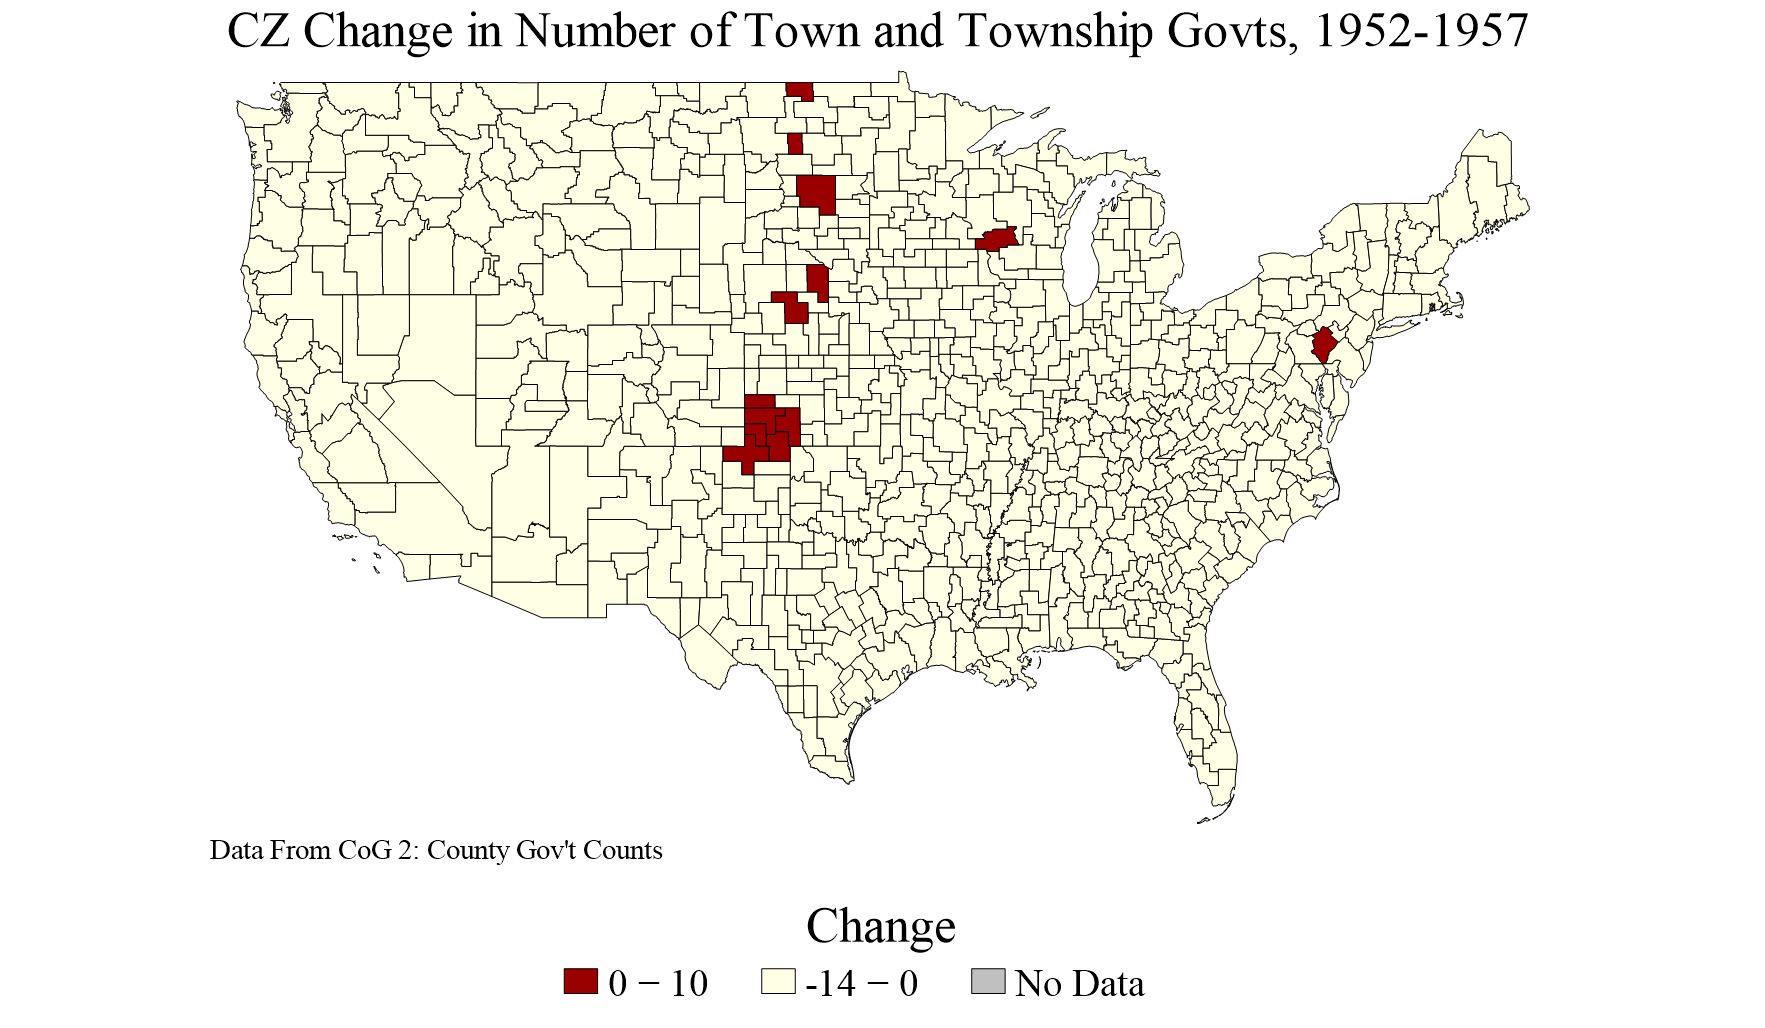 CZ Change in Number of Town and Township Govts, 1952-1957
Data From CoG 2: County Gov't Counts
Change
0 − 10
-14 − 0
No Data